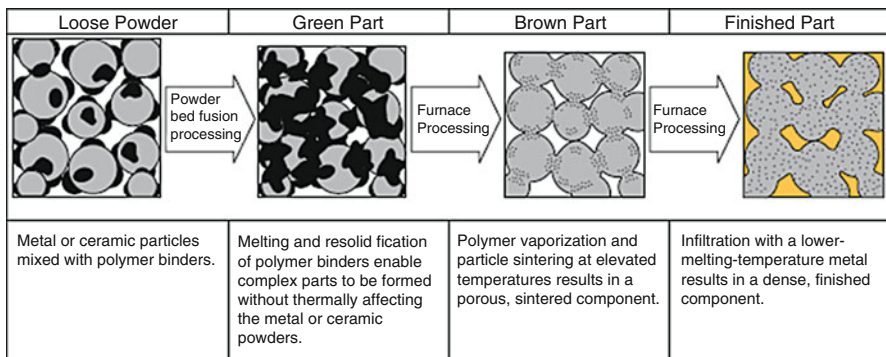 Loose Powder
Green Part
Brown Part
Finished Part
Powder
bed fusion
processing
Furnace
Processing
Furnace
Processing
Metal or ceramic particles
mixed with polymer binders.
Melting and resolid fication
of polymer binders enable
complex parts to be formed
without thermally affecting
the metal or ceramic
powders.
Polymer vaporization and
particle sintering at elevated
temperatures results in a
porous, sintered component.
Infiltration with a lower-
melting-temperature metal
results in a dense, finished
component.